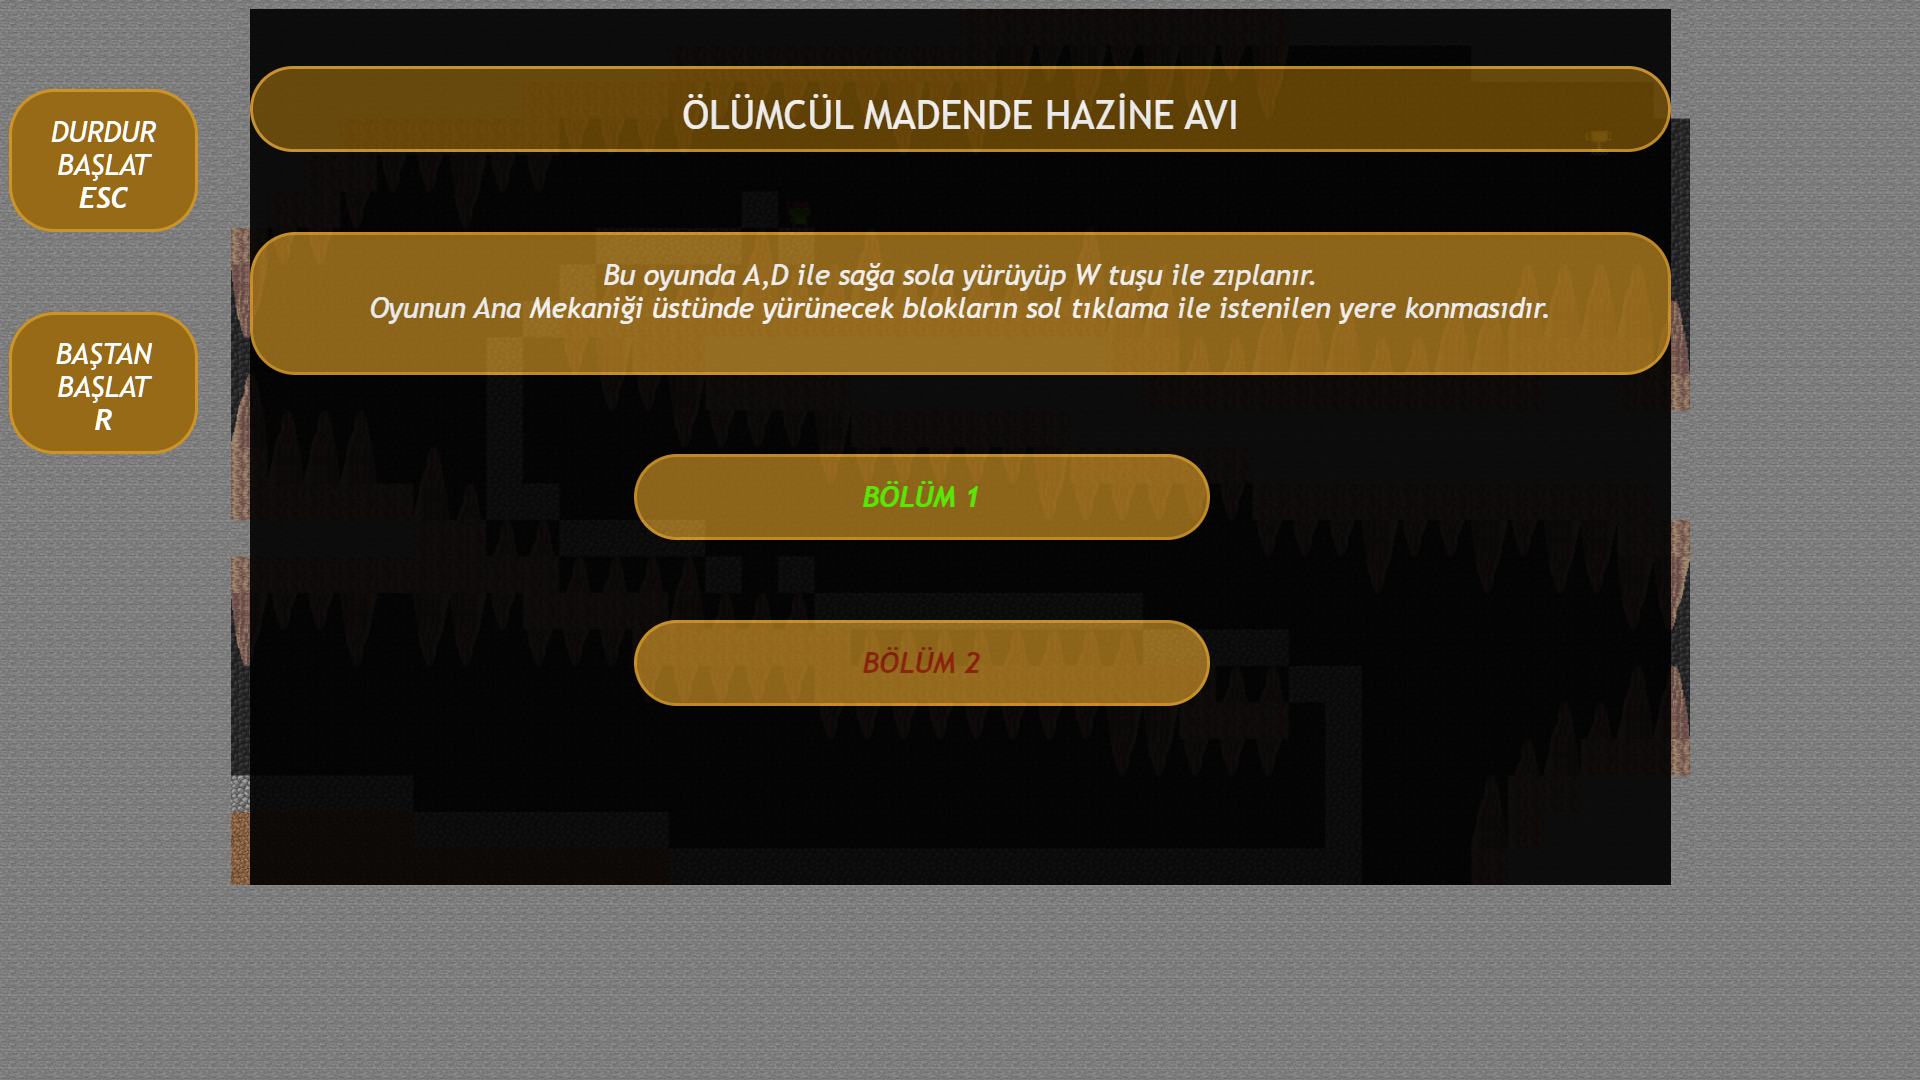 ÖLÜMCÜL MADENDE HAZİNE AVI
DURDUR
BAŞLAT
ESC
Bu oyunda A,D ile sağa sola yürüyüp W tuşu ile zıplanır.
Oyunun Ana Mekaniği üstünde yürünecek blokların sol tıklama ile istenilen yere konmasıdır.
BAŞTAN
BAŞLAT
R
BÖLÜM 1
BÖLÜM 2